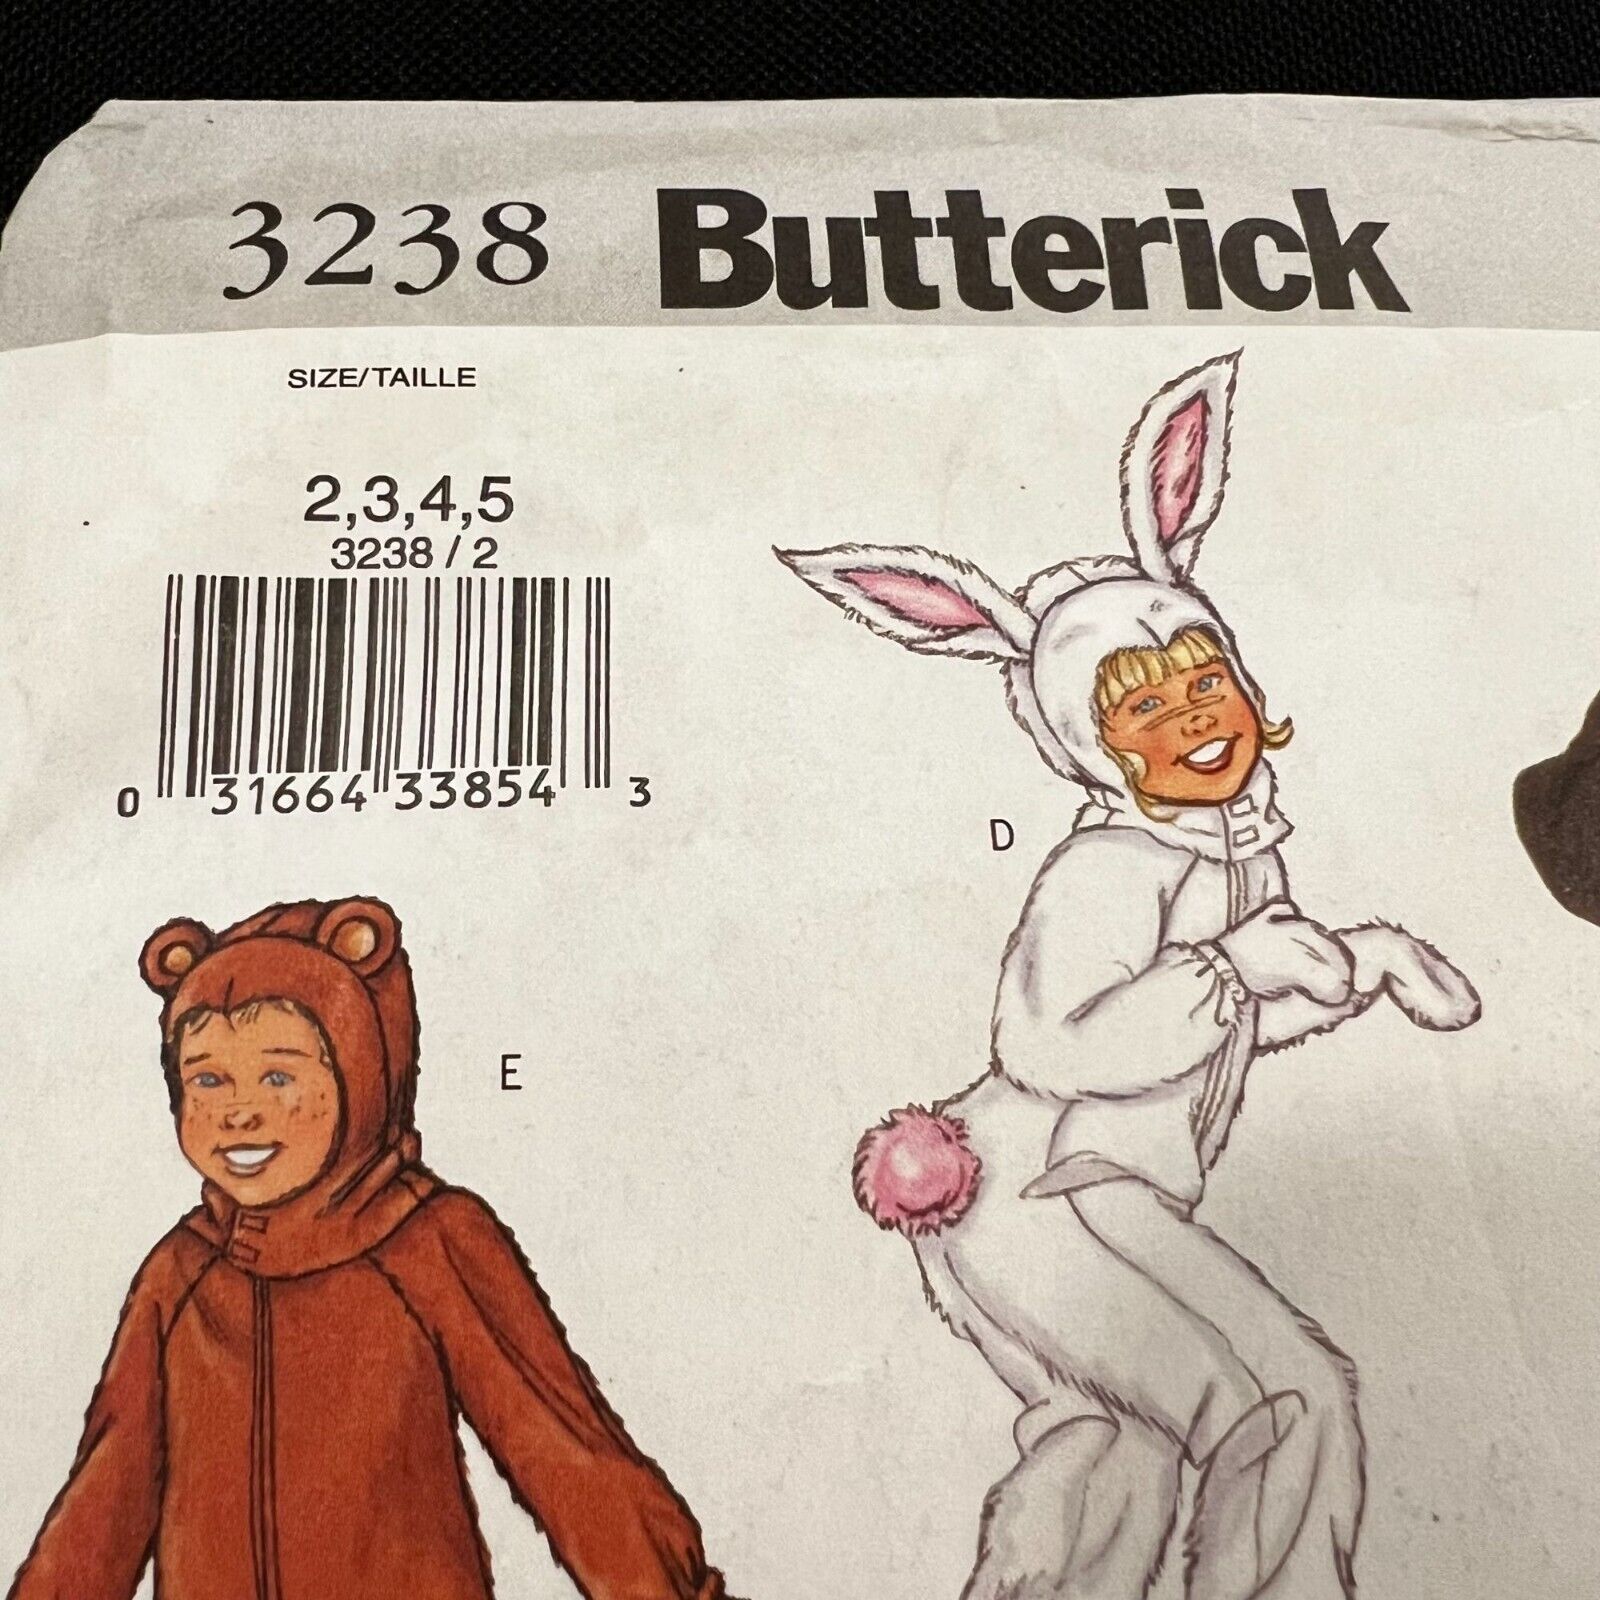 3238 Butterick
SIZE/TAILLE
2,3,4,5
3238 / 2
0 31664 33854 3
D
E